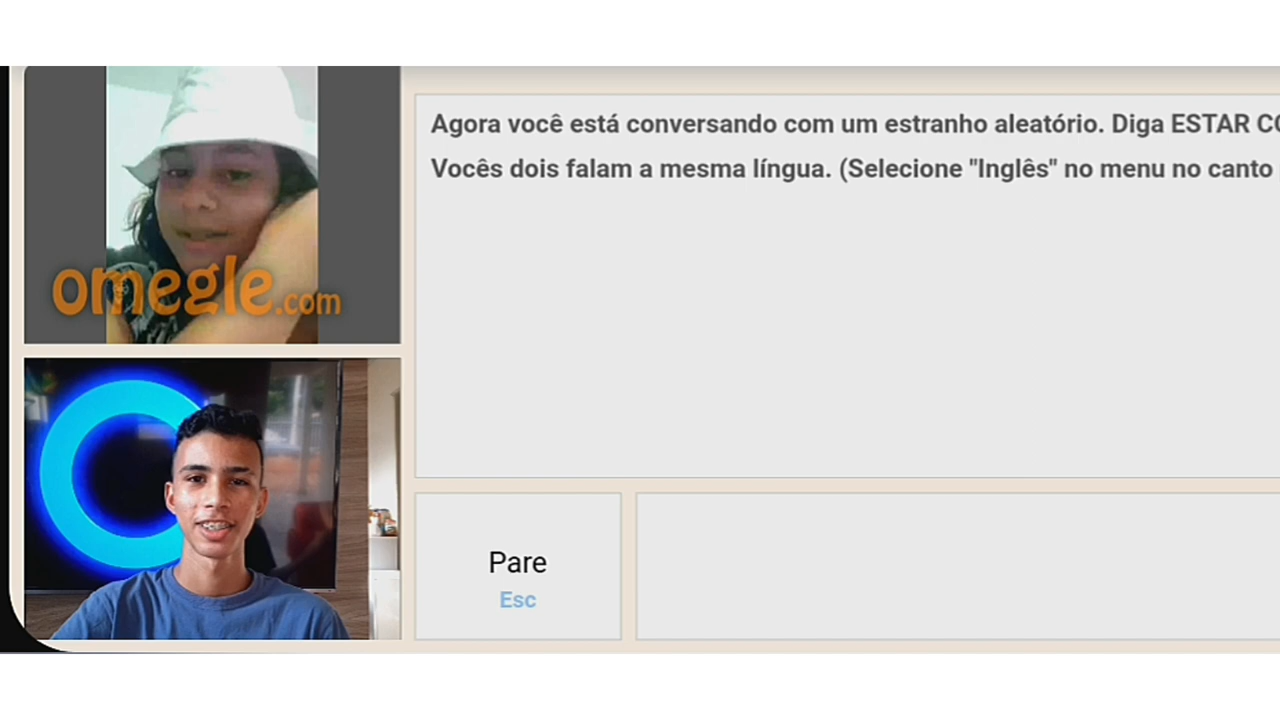 Agora você está conversando com um estranho aleatório. Diga ESTAR
Vocês dois falam a mesma língua. (Selecione "Inglês" no menu no canto
omegle.com
Pare
Esc